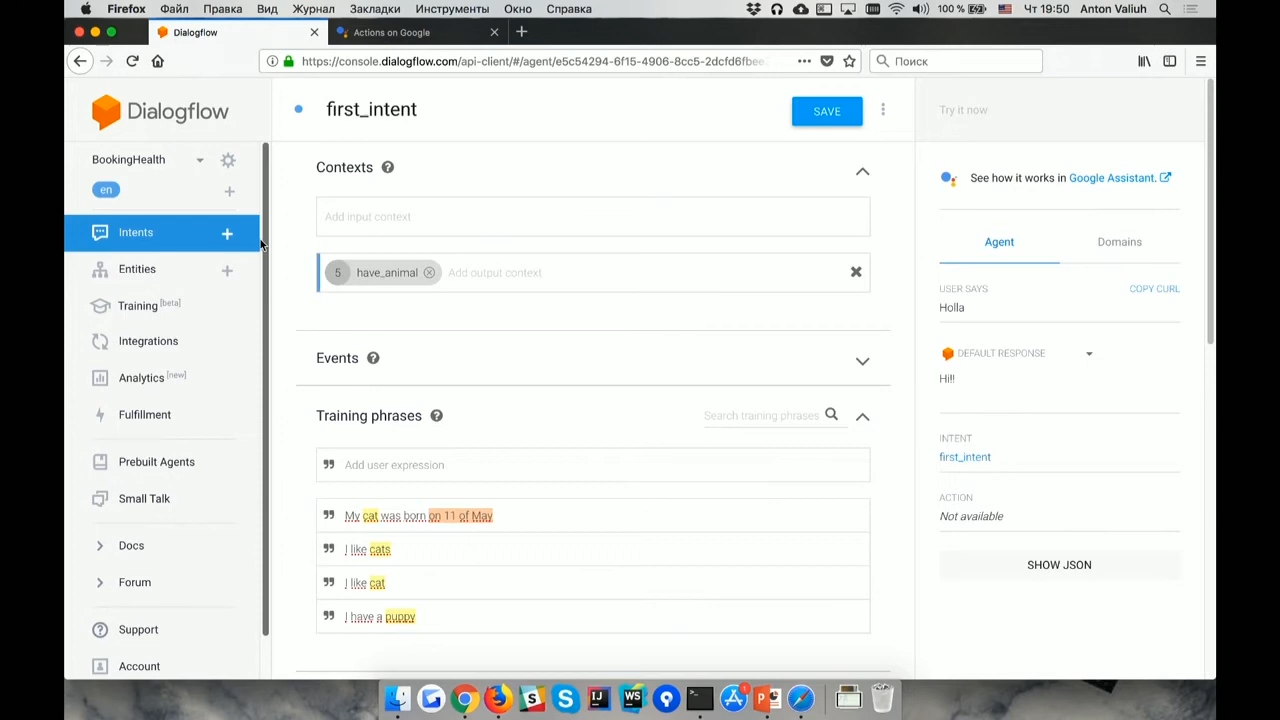 Firefox Файл Правка Вид Журнал Закладки Инструменты Окно Справка 100 % Чт 19:50 Anton Valiuh
Dialogflow Actions on Google
https://console.dialogflow.com/api-client/#/agent/e5c54294-6f15-4906-8cc5-2dcfd6fbee Поиск
Dialogflow
BookingHealth
en
Intents
Entities
Training [beta]
Integrations
Analytics [new]
Fulfillment
Prebuilt Agents
Small Talk
Docs
Forum
Support
Account
first_intent SAVE
Contexts
Add input context
5 have_animal Add output context
Events
Training phrases Search training phrases
Add user expression
My cat was born on 11 of May
I like cats
I like cat
I have a puppy
Try it now
See how it works in Google Assistant.
Agent Domains
USER SAYS COPY CURL
Holla
DEFAULT RESPONSE
Hi!!
INTENT
first_intent
ACTION
Not available
SHOW JSON